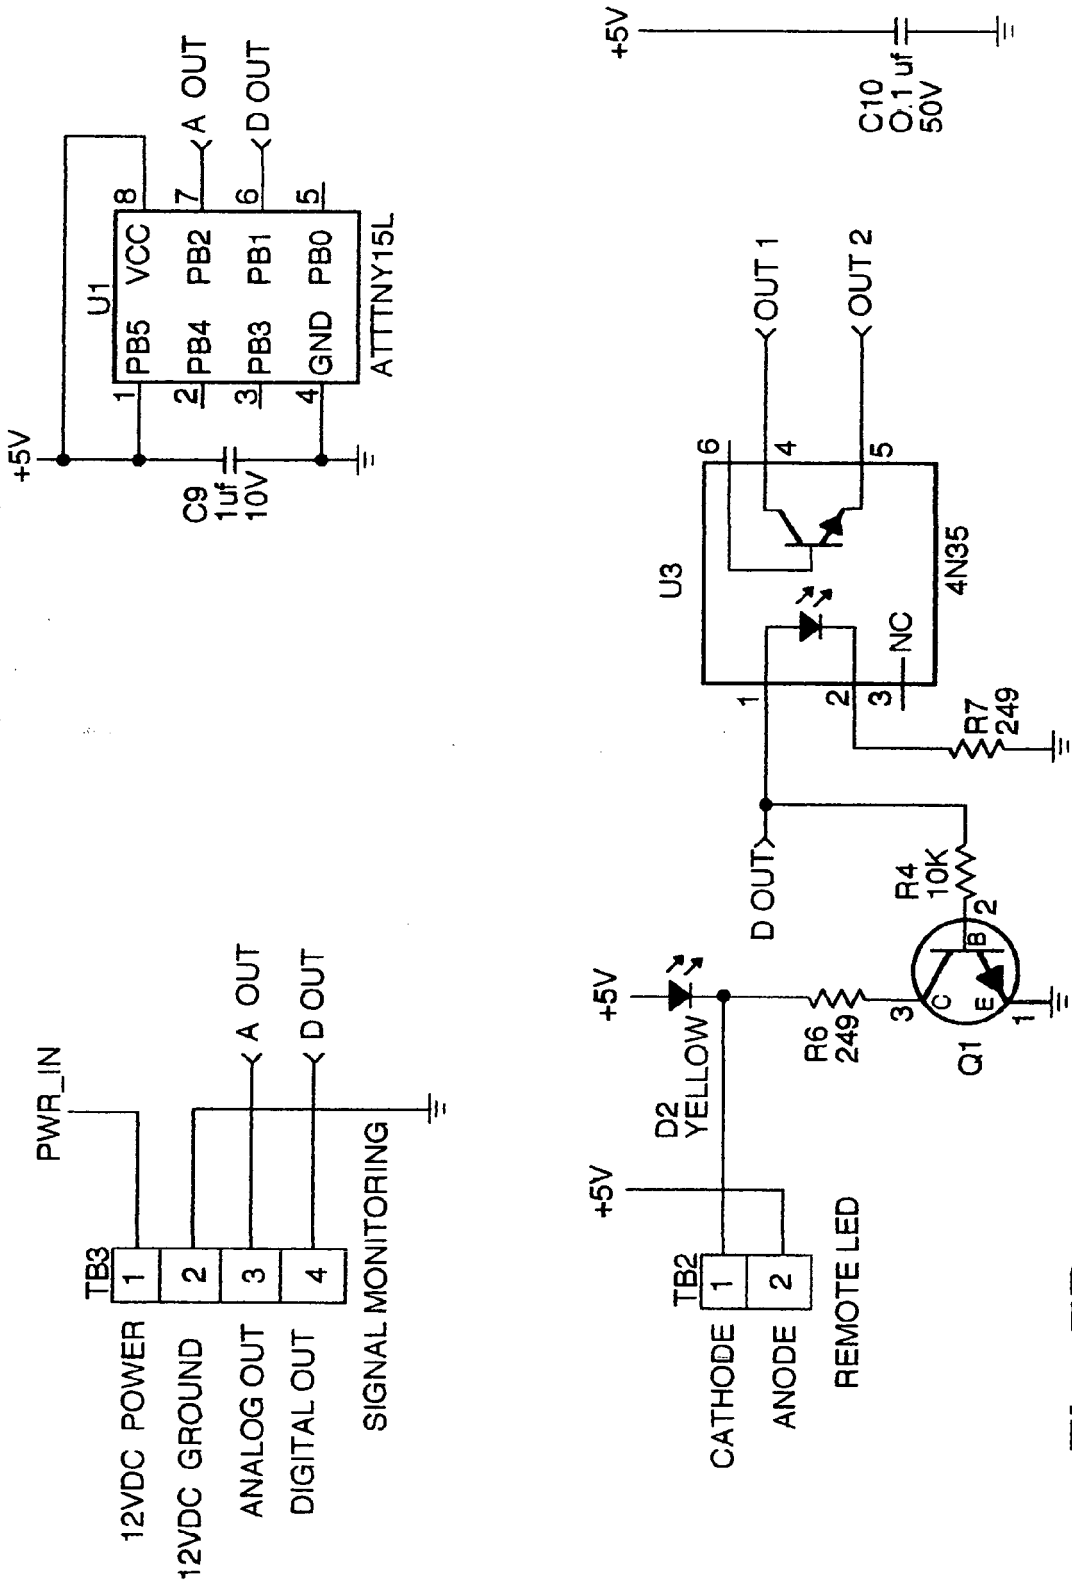 PWR_IN
TB3
12VDC POWER 1
12VDC GROUND 2
ANALOG OUT 3 A OUT
DIGITAL OUT 4 D OUT
SIGNAL MONITORING
+5V
C9
1uf
10V
U1
1 PB5 VCC 8
2 PB4 PB2 7 A OUT
3 PB3 PB1 6 D OUT
4 GND PB0 5
ATTTNY15L
+5V
+5V
D2
YELLOW
TB2
CATHODE 1
ANODE 2
REMOTE LED
R6
249
3 C
B 2
E 1
Q1
R4
10K
D OUT
U3
1
2
3 NC
6
4 OUT 1
5 OUT 2
4N35
R7
249
+5V
C10
0.1 uf
50V